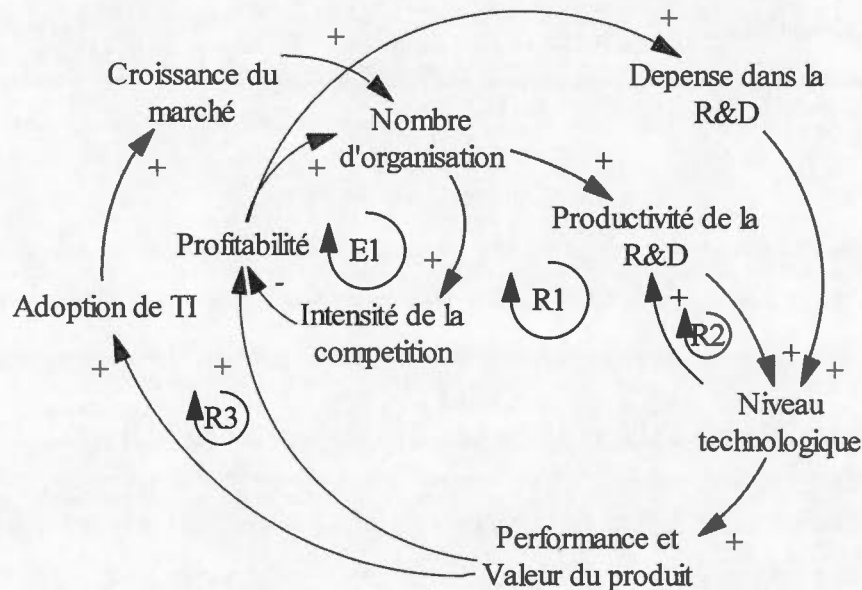 +
+
Croissance du
marché
Depense dans la
R&D
Nombre
d'organisation
+
+
+
Productivité de la
R&D
Profitabilité
E1
+
-
R1
+
R2
Adoption de TI
Intensité de la
competition
+
+
+
+
R3
Niveau
technologique
Performance et
Valeur du produit
+